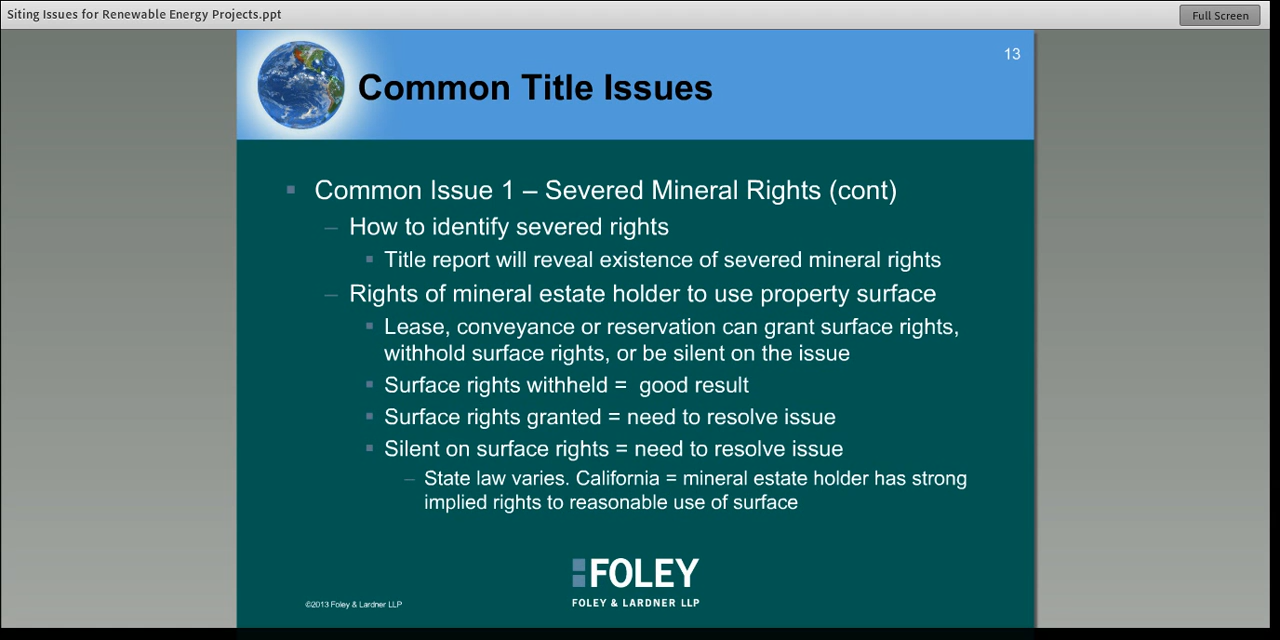 Siting Issues for Renewable Energy Projects.ppt
Full Screen
13
Common Title Issues
▪ Common Issue 1 – Severed Mineral Rights (cont)
– How to identify severed rights
▪ Title report will reveal existence of severed mineral rights
– Rights of mineral estate holder to use property surface
▪ Lease, conveyance or reservation can grant surface rights,
withhold surface rights, or be silent on the issue
▪ Surface rights withheld =  good result
▪ Surface rights granted = need to resolve issue
▪ Silent on surface rights = need to resolve issue
– State law varies. California = mineral estate holder has strong
implied rights to reasonable use of surface
FOLEY
FOLEY & LARDNER LLP
©2013 Foley & Lardner LLP